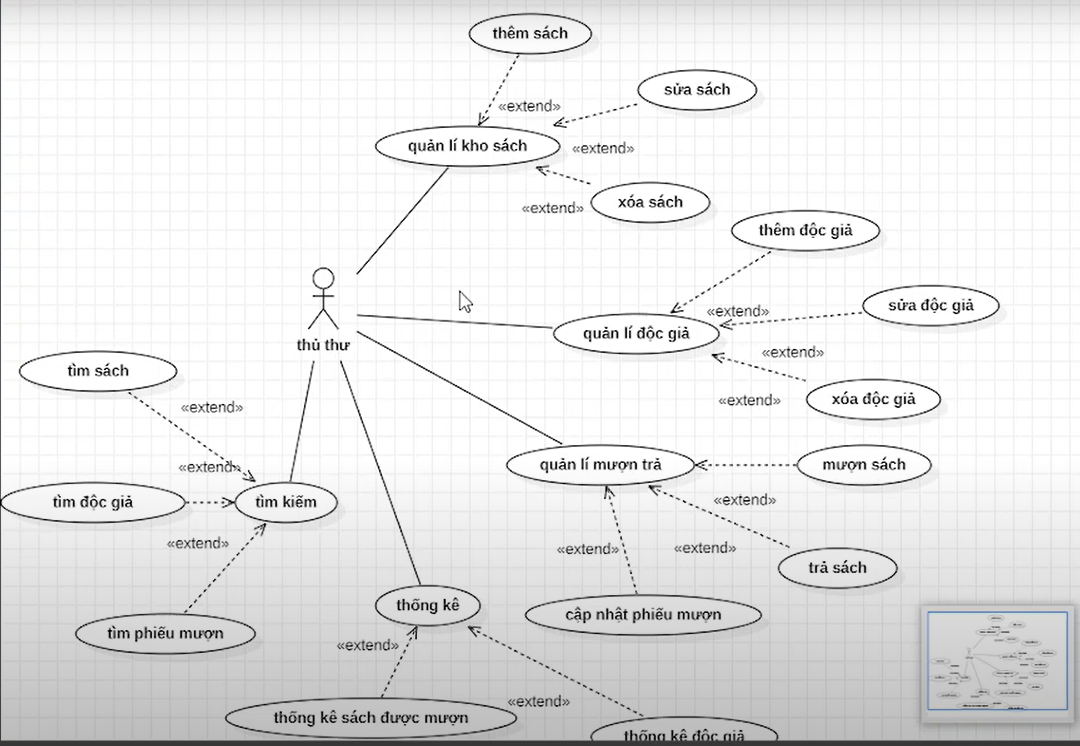 thêm sách
sửa sách
«extend»
quản lí kho sách
«extend»
xóa sách
«extend»
thêm độc giả
sửa độc giả
«extend»
quản lí độc giả
thủ thư
«extend»
tìm sách
xóa độc giả
«extend»
«extend»
quản lí mượn trả
mượn sách
«extend»
«extend»
tìm độc giả
tìm kiếm
«extend»
«extend»
«extend»
trả sách
thống kê
cập nhật phiếu mượn
tìm phiếu mượn
«extend»
«extend»
thống kê sách được mượn
thống kê độc giả